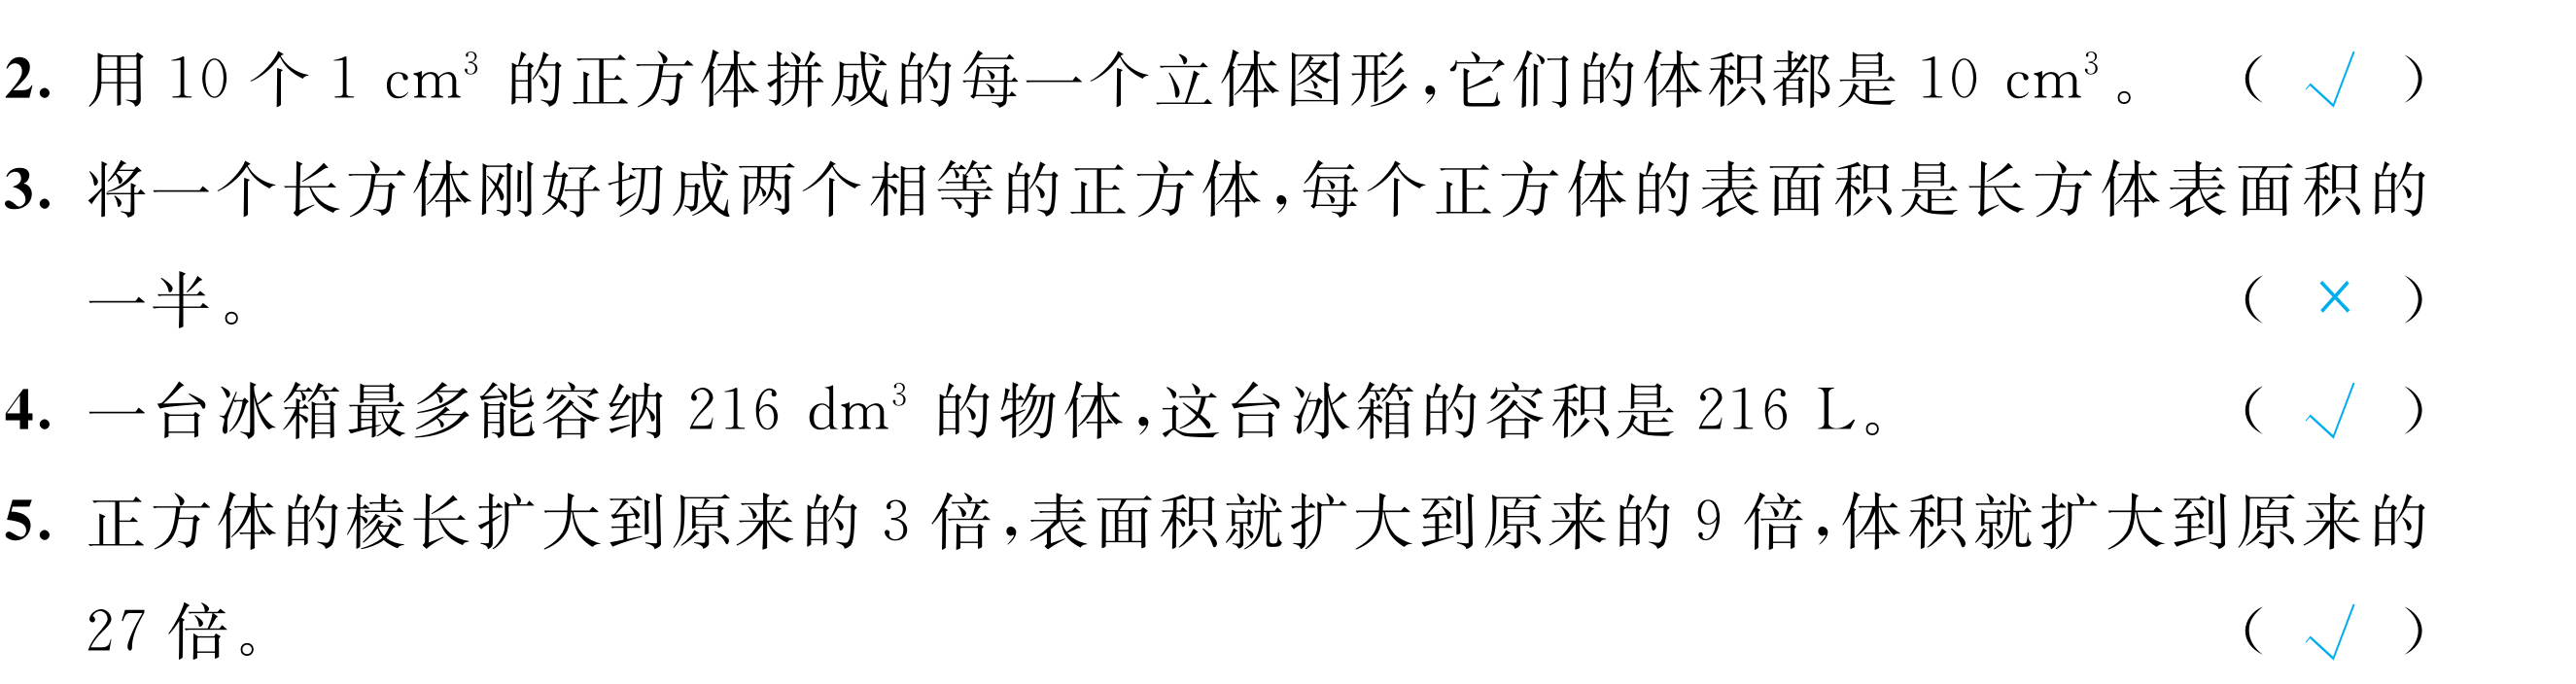 2. 用 10 个 1 cm³ 的正方体拼成的每一个立体图形,它们的体积都是 10 cm³。 ( √ )
3. 将一个长方体刚好切成两个相等的正方体,每个正方体的表面积是长方体表面积的
一半。 ( × )
4. 一台冰箱最多能容纳 216 dm³ 的物体,这台冰箱的容积是 216 L。 ( √ )
5. 正方体的棱长扩大到原来的 3 倍,表面积就扩大到原来的 9 倍,体积就扩大到原来的
27 倍。 ( √ )